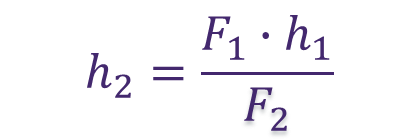 h₂ = F₁ · h₁ / F₂